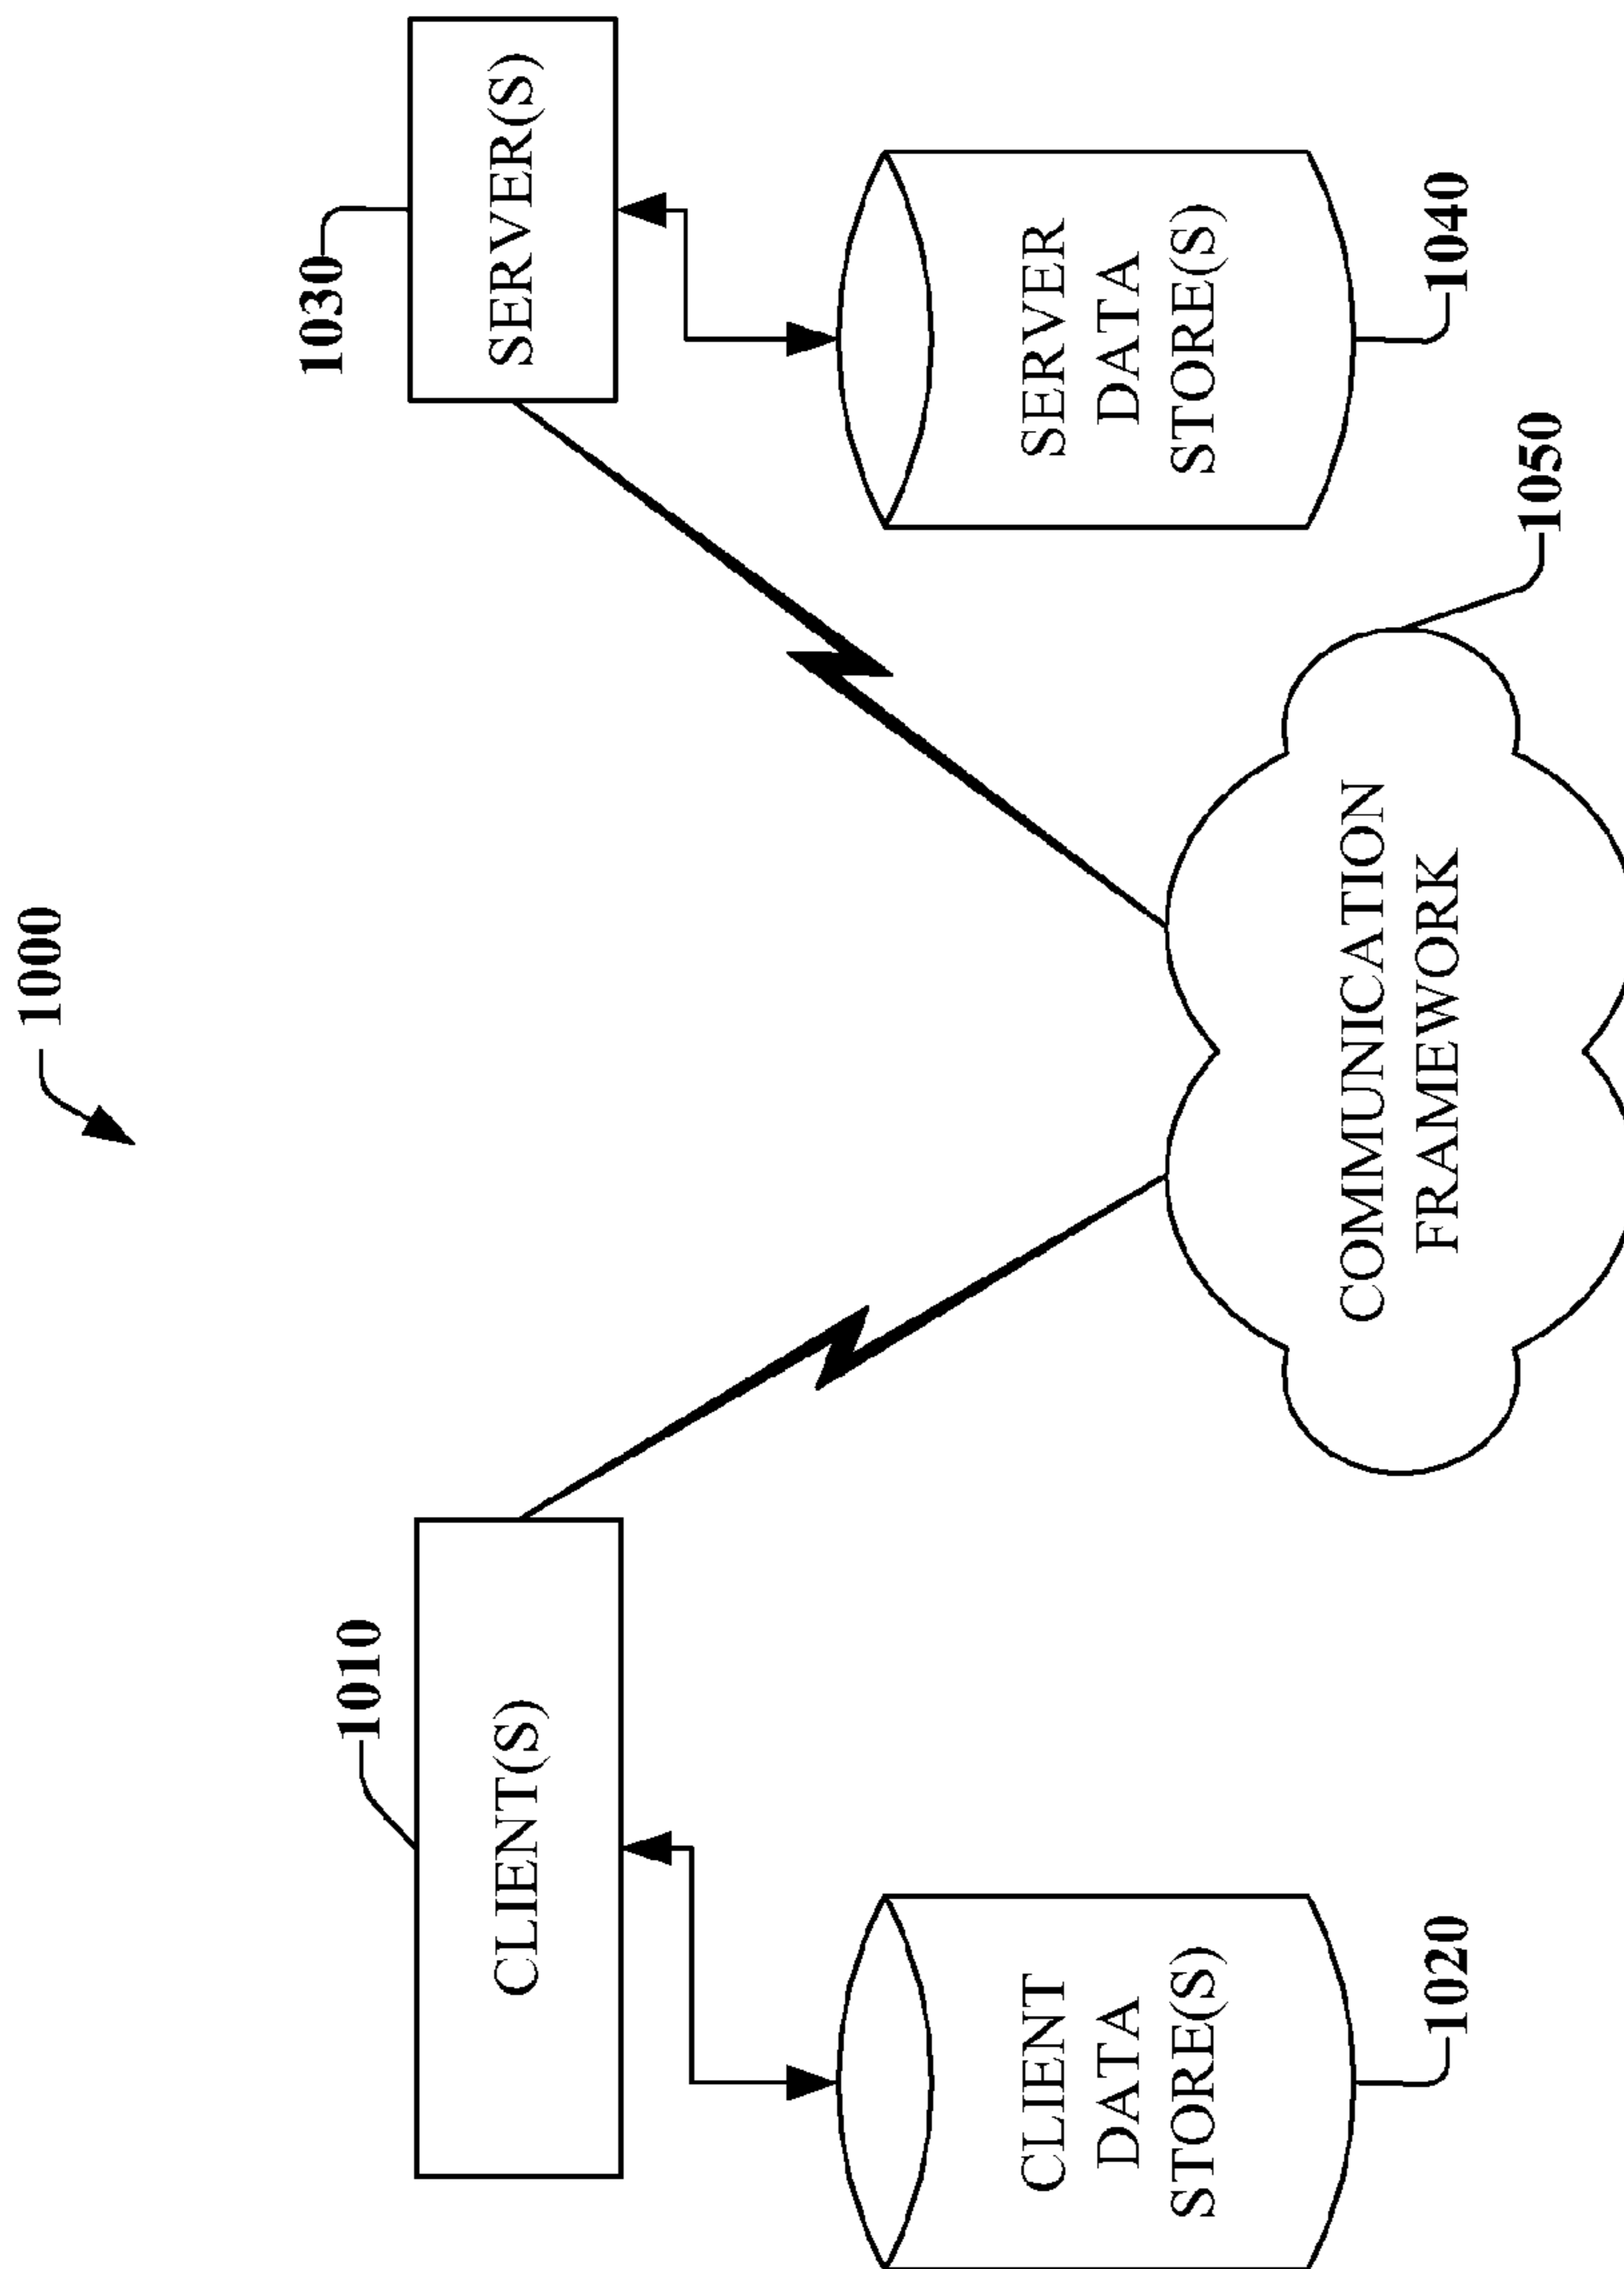 1000
1010
1030
CLIENT(S)
SERVER(S)
CLIENT
DATA
STORE(S)
SERVER
DATA
STORE(S)
COMMUNICATION
FRAMEWORK
1020
1040
1050